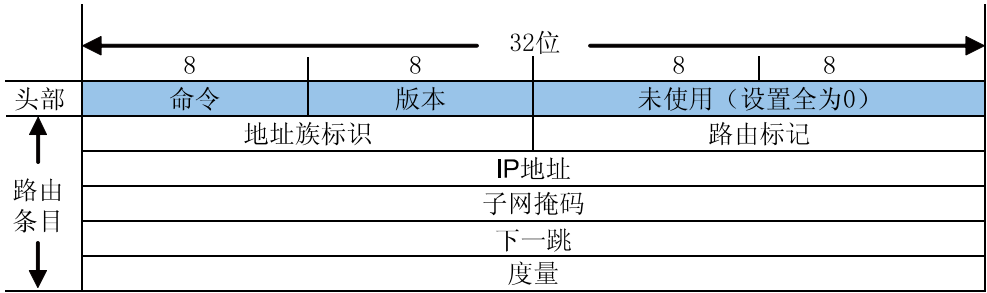 32位
8 8 8 8
头部 命令 版本 未使用（设置全为0）
地址族标识 路由标记
IP地址
路由条目 子网掩码
下一跳
度量